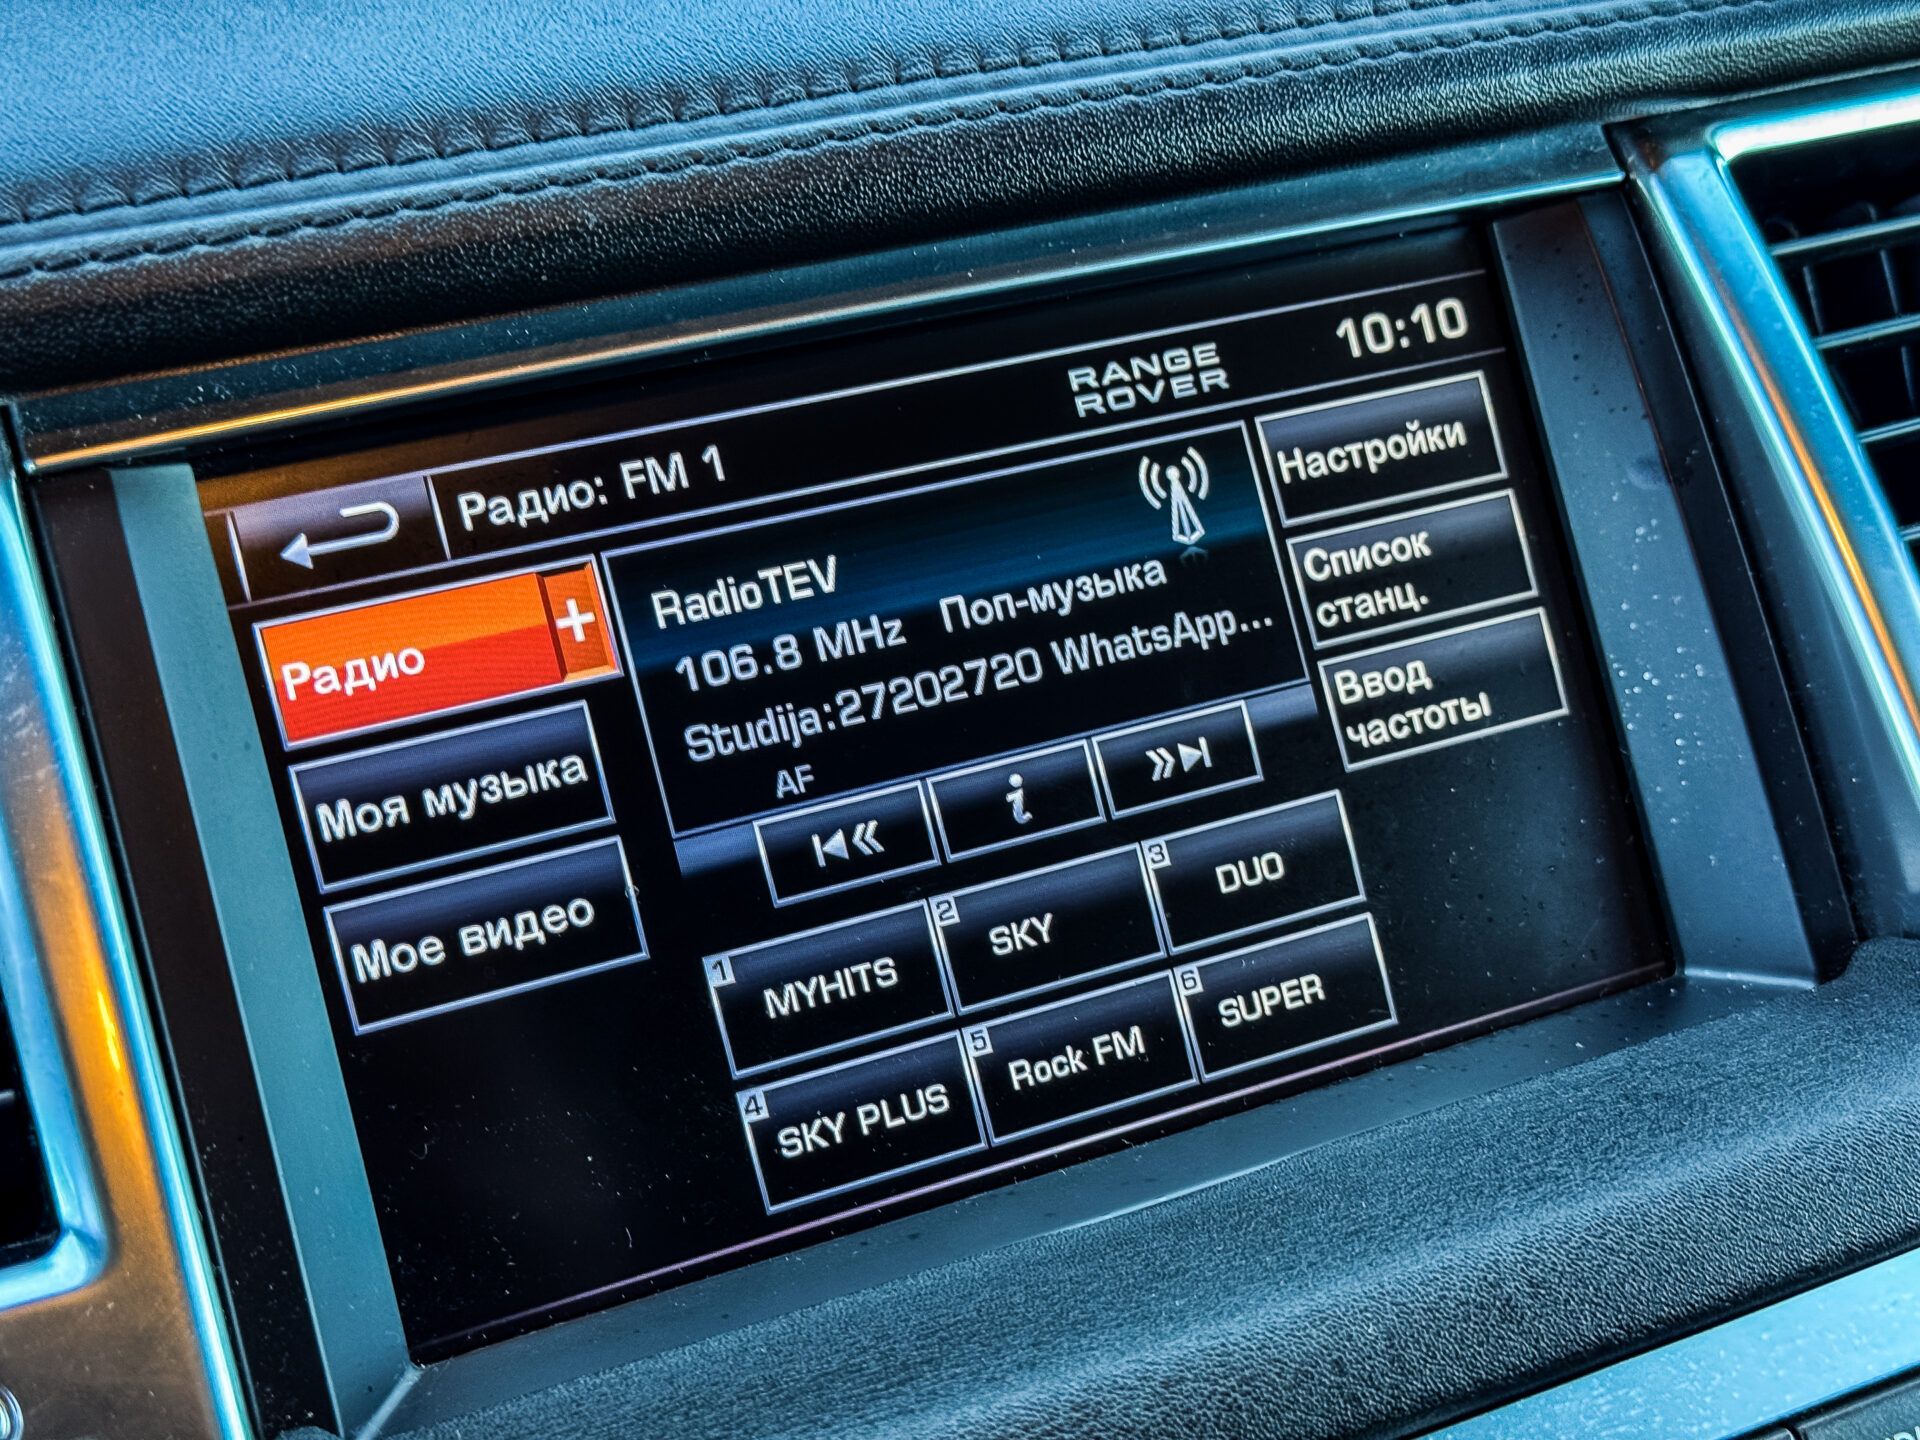 RANGE
ROVER
10:10
Радио: FM 1
Радио +
Моя музыка
Мое видео
RadioTEV
106.8 MHz Поп-музыка
Studija:27202720 WhatsApp...
AF
i
Настройки
Список
станц.
Ввод
частоты
1 MYHITS
2 SKY
3 DUO
4 SKY PLUS
5 Rock FM
6 SUPER